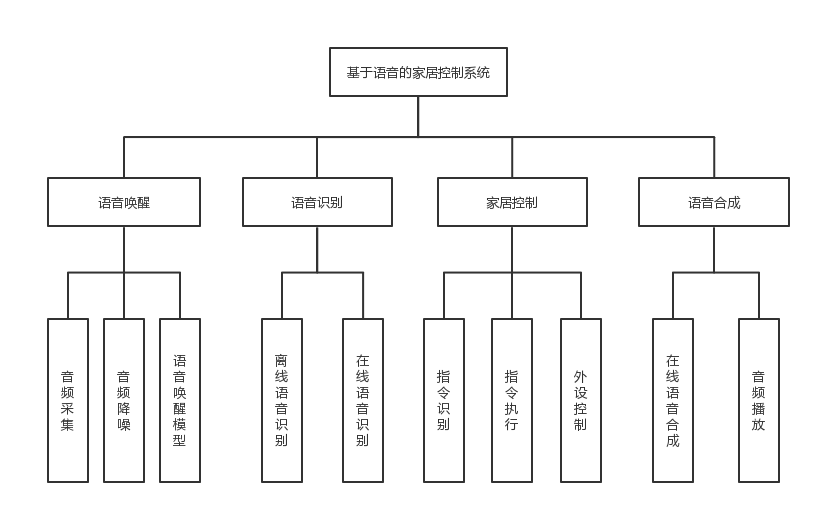 基于语音的家居控制系统
语音唤醒
语音识别
家居控制
语音合成
音频采集
音频降噪
语音唤醒模型
离线语音识别
在线语音识别
指令识别
指令执行
外设控制
在线语音合成
音频播放